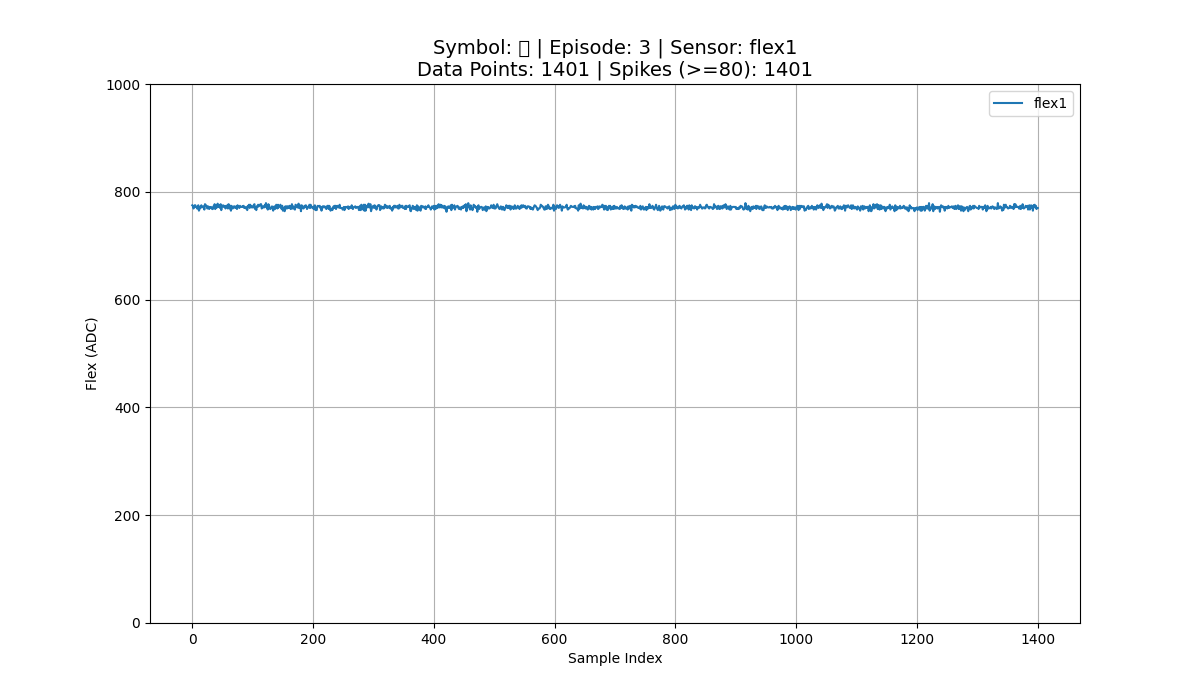 Symbol: | Episode: 3 | Sensor: flex1
Data Points: 1401 | Spikes (>=80): 1401
flex1
1000
800
600
400
200
0
Flex (ADC)
0 200 400 600 800 1000 1200 1400
Sample Index